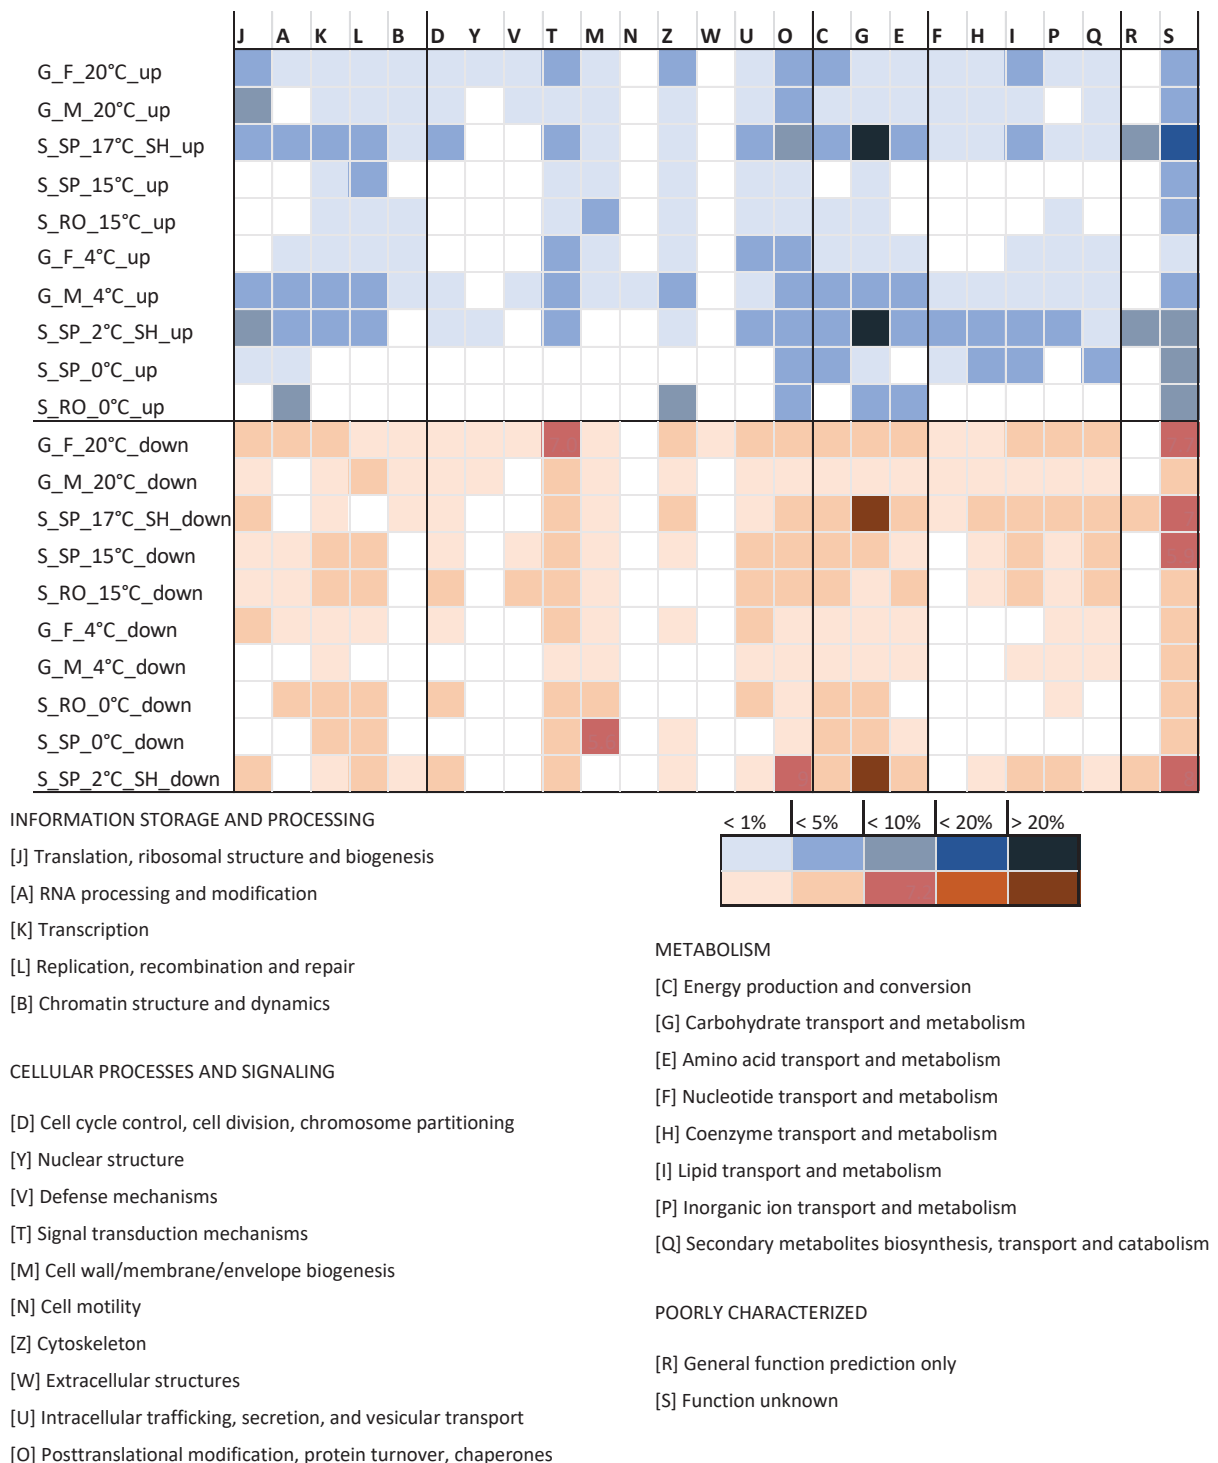 J A K L B D Y V T M N Z W U O C G E F H I P Q R S
G_F_20°C_up
G_M_20°C_up
S_SP_17°C_SH_up
S_SP_15°C_up
S_RO_15°C_up
G_F_4°C_up
G_M_4°C_up
S_SP_2°C_SH_up
S_SP_0°C_up
S_RO_0°C_up
G_F_20°C_down
G_M_20°C_down
S_SP_17°C_SH_down
S_SP_15°C_down
S_RO_15°C_down
G_F_4°C_down
G_M_4°C_down
S_RO_0°C_down
S_SP_0°C_down
S_SP_2°C_SH_down
< 1% < 5% < 10% < 20% > 20%
INFORMATION STORAGE AND PROCESSING
[J] Translation, ribosomal structure and biogenesis
[A] RNA processing and modification
[K] Transcription
[L] Replication, recombination and repair
[B] Chromatin structure and dynamics
CELLULAR PROCESSES AND SIGNALING
[D] Cell cycle control, cell division, chromosome partitioning
[Y] Nuclear structure
[V] Defense mechanisms
[T] Signal transduction mechanisms
[M] Cell wall/membrane/envelope biogenesis
[N] Cell motility
[Z] Cytoskeleton
[W] Extracellular structures
[U] Intracellular trafficking, secretion, and vesicular transport
[O] Posttranslational modification, protein turnover, chaperones
METABOLISM
[C] Energy production and conversion
[G] Carbohydrate transport and metabolism
[E] Amino acid transport and metabolism
[F] Nucleotide transport and metabolism
[H] Coenzyme transport and metabolism
[I] Lipid transport and metabolism
[P] Inorganic ion transport and metabolism
[Q] Secondary metabolites biosynthesis, transport and catabolism
POORLY CHARACTERIZED
[R] General function prediction only
[S] Function unknown